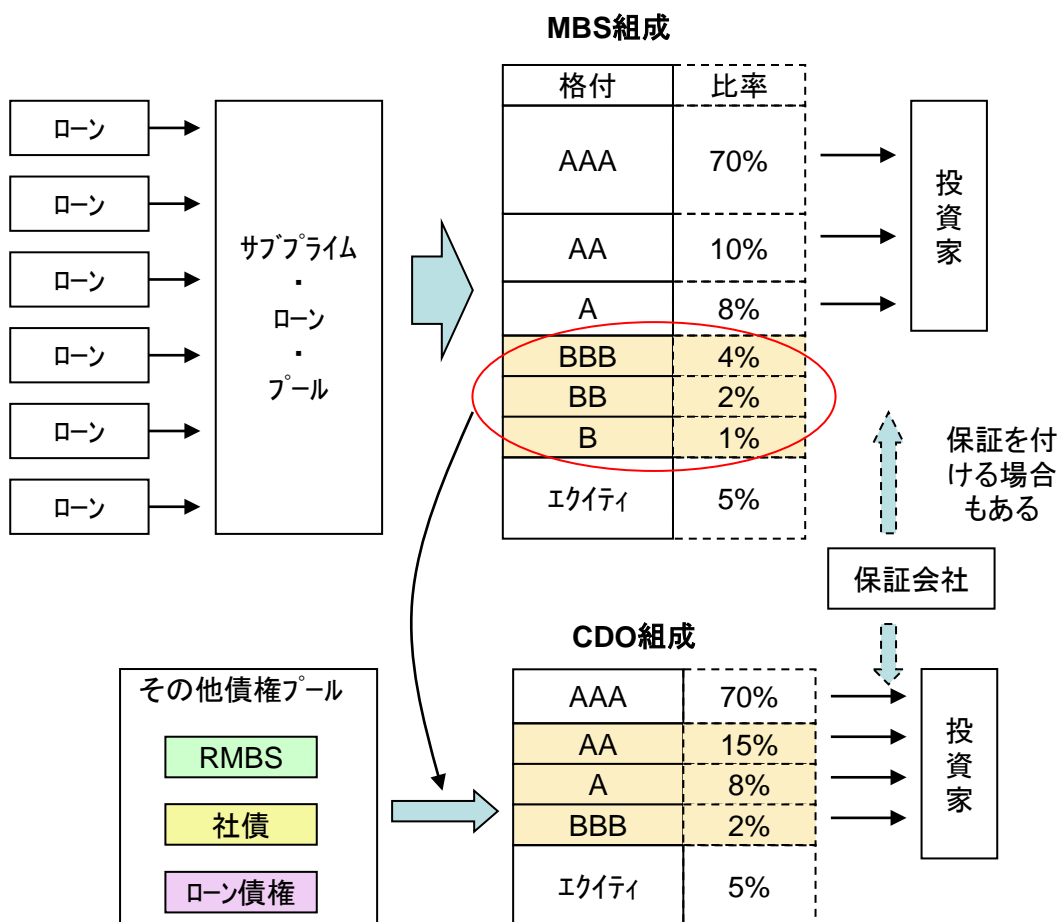 MBS組成
格付 比率
AAA 70%
AA 10%
A 8%
BBB 4%
BB 2%
B 1%
エクイティ 5%
ローン
ローン
ローン
ローン
ローン
ローン
サブプライム
・
ローン
・
プール
投
資
家
保証を付
ける場合
もある
保証会社
CDO組成
その他債権プール
RMBS
社債
ローン債権
AAA 70%
AA 15%
A 8%
BBB 2%
エクイティ 5%
投
資
家